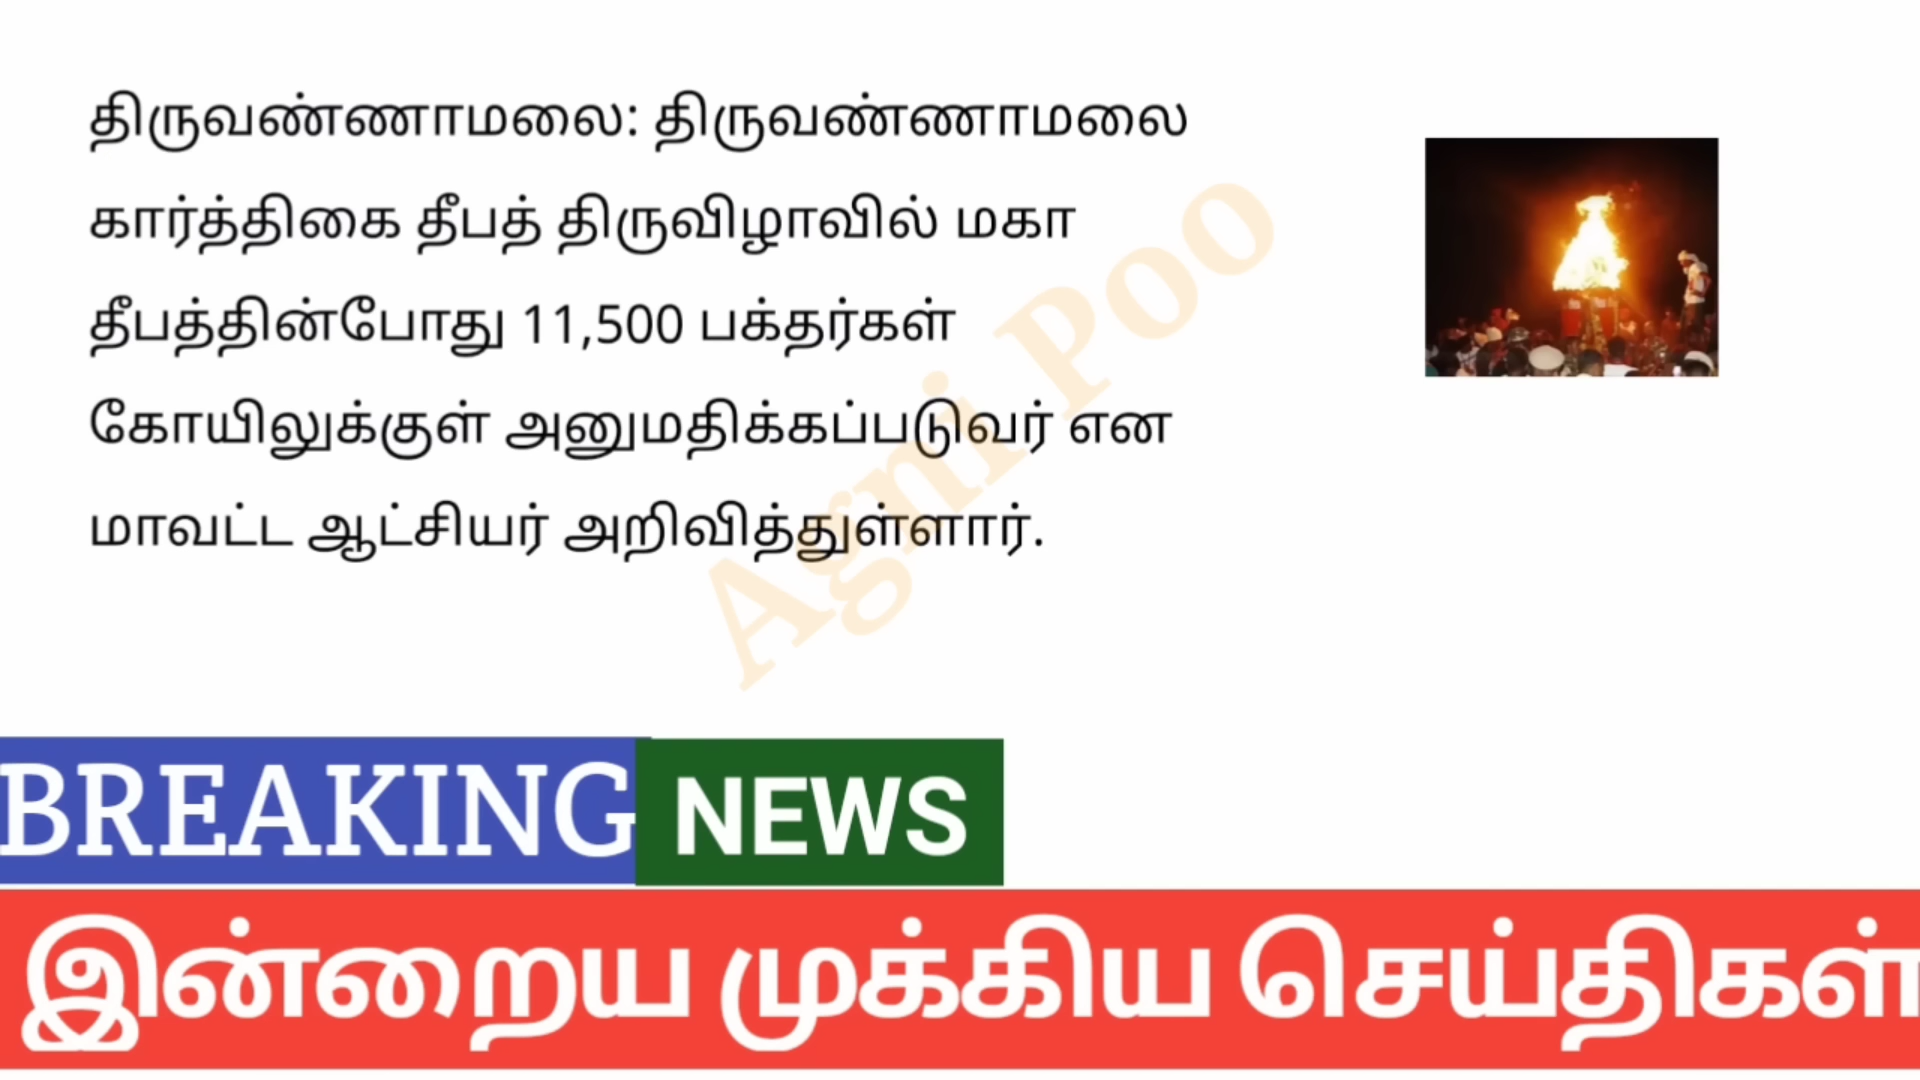 திருவண்ணாமலை: திருவண்ணாமலை
கார்த்திகை தீபத் திருவிழாவில் மகா
தீபத்தின்போது 11,500 பக்தர்கள்
கோயிலுக்குள் அனுமதிக்கப்படுவர் என
மாவட்ட ஆட்சியர் அறிவித்துள்ளார்.
Agni Poo
BREAKING NEWS
இன்றைய முக்கிய செய்திகள்